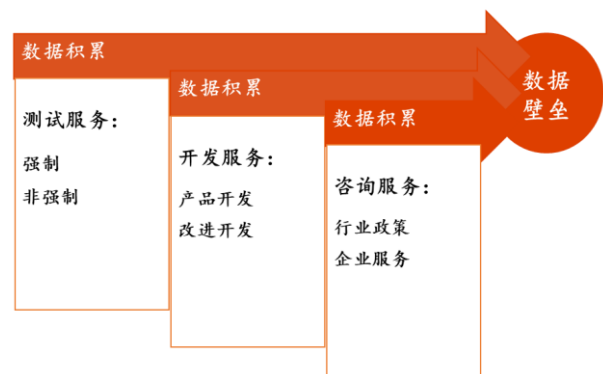 数据积累
测试服务：
强制
非强制
数据积累
开发服务：
产品开发
改进开发
数据积累
咨询服务：
行业政策
企业服务
数据
壁垒